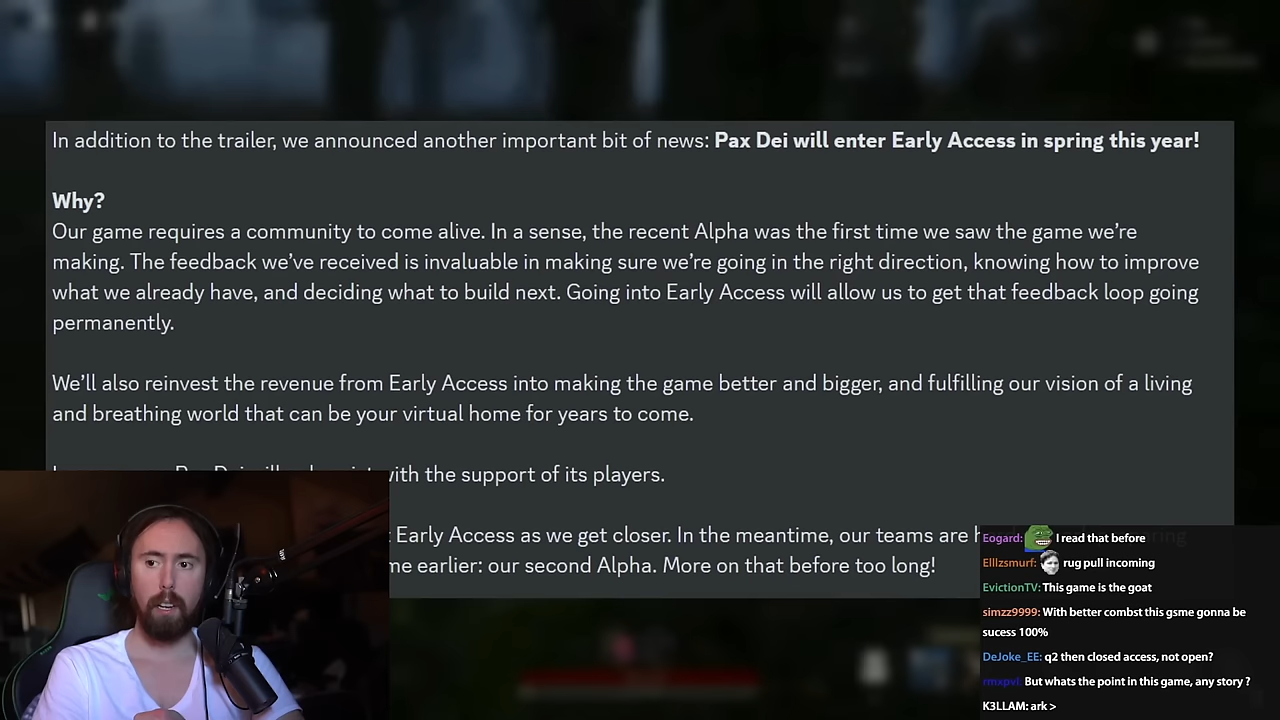 In addition to the trailer, we announced another important bit of news: Pax Dei will enter Early Access in spring this year!
Why?
Our game requires a community to come alive. In a sense, the recent Alpha was the first time we saw the game we're
making. The feedback we've received is invaluable in making sure we're going in the right direction, knowing how to improve
what we already have, and deciding what to build next. Going into Early Access will allow us to get that feedback loop going
permanently.
We'll also reinvest the revenue from Early Access into making the game better and bigger, and fulfilling our vision of a living
and breathing world that can be your virtual home for years to come.
with the support of its players.
Early Access as we get closer. In the meantime, our teams are
earlier: our second Alpha. More on that before too long!
Eogard: I read that before
Elllzsmurf: rug pull incoming
EvictionTV: This game is the goat
simzz9999: With better combst this gsme gonna be
sucess 100%
DeJoke_EE: q2 then closed access, not open?
rmxpvl: But whats the point in this game, any story ?
K3LLAM: ark >